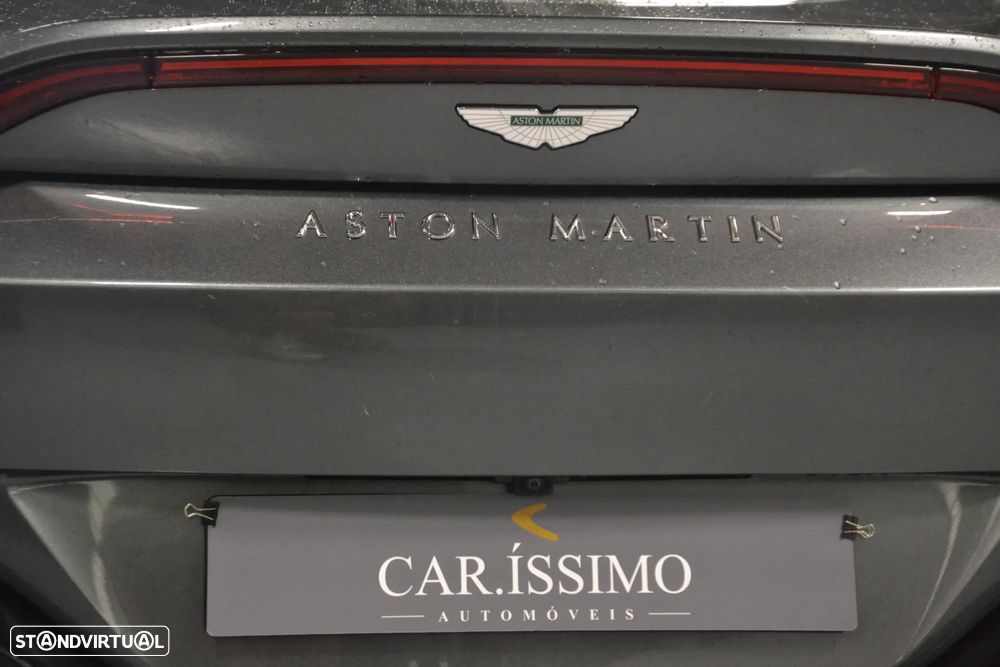 ASTON MARTIN
ASTON MARTIN
CAR.ÍSSIMO
AUTOMÓVEIS
STANDVIRTUAL